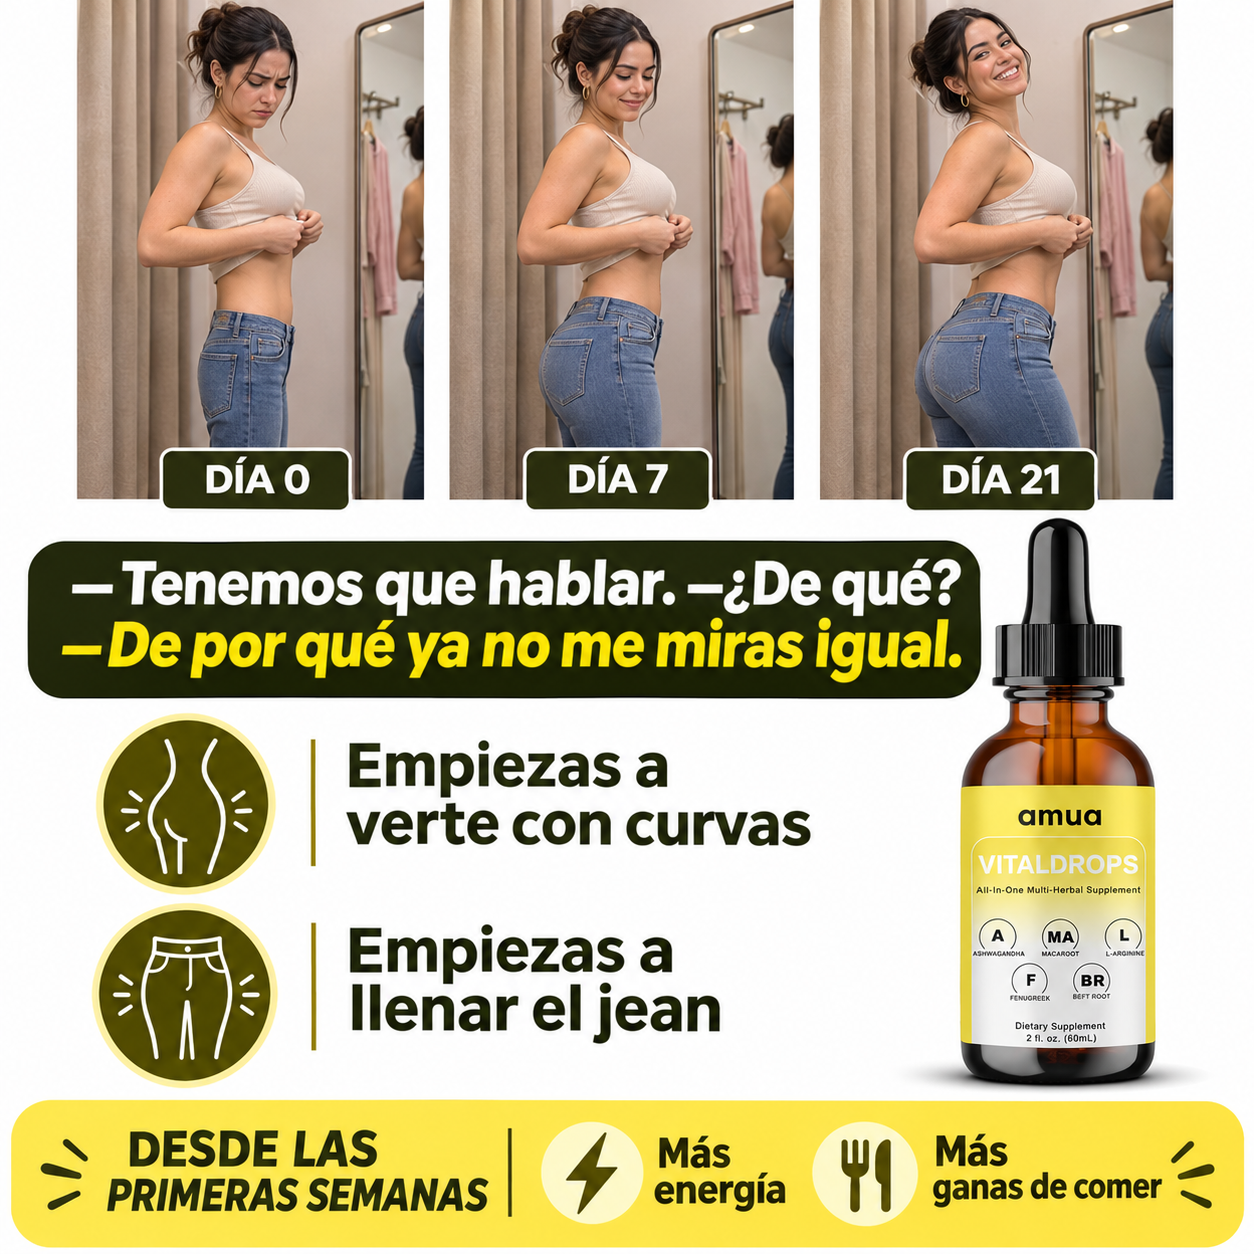 DÍA 0
DÍA 7
DÍA 21
—Tenemos que hablar. —¿De qué?
—De por qué ya no me miras igual.
Empiezas a
verte con curvas
Empiezas a
llenar el jean
amua
VITALDROPS
All-In-One Multi-Herbal Supplement
A
ASHWAGANDHA
MA
MACAROOT
L
L-ARGININE
F
FENUGREEK
BR
BEFT ROOT
Dietary Supplement
2 fl. oz. (60mL)
DESDE LAS
PRIMERAS SEMANAS
Más
energía
Más
ganas de comer